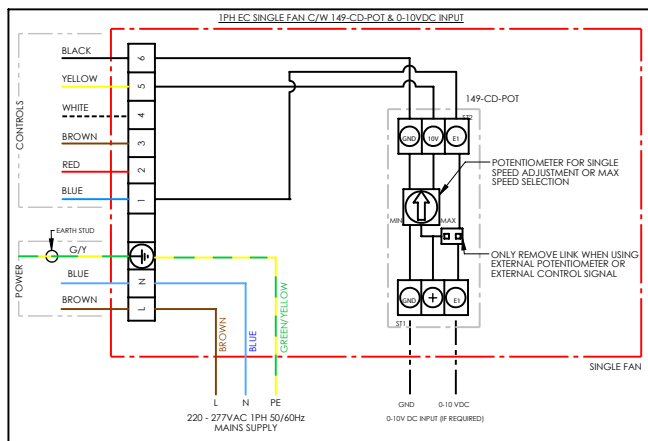 1PH EC SINGLE FAN C/W 149-CD-POT & 0-10VDC INPUT
CONTROLS
BLACK
6
YELLOW
5
WHITE
4
BROWN
3
RED
2
BLUE
1
149-CD-POT
ST2
GND
10V
E1
POTENTIOMETER FOR SINGLE
SPEED ADJUSTMENT OR MAX
SPEED SELECTION
MIN
MAX
ONLY REMOVE LINK WHEN USING
EXTERNAL POTENTIOMETER OR
EXTERNAL CONTROL SIGNAL
POWER
EARTH STUD
G/Y
BLUE
N
BROWN
L
GND
+
E1
ST1
BROWN
BLUE
GREEN/YELLOW
SINGLE FAN
L
N
PE
220 - 277VAC 1PH 50/60Hz
MAINS SUPPLY
GND
0-10 VDC
0-10V DC INPUT (IF REQUIRED)